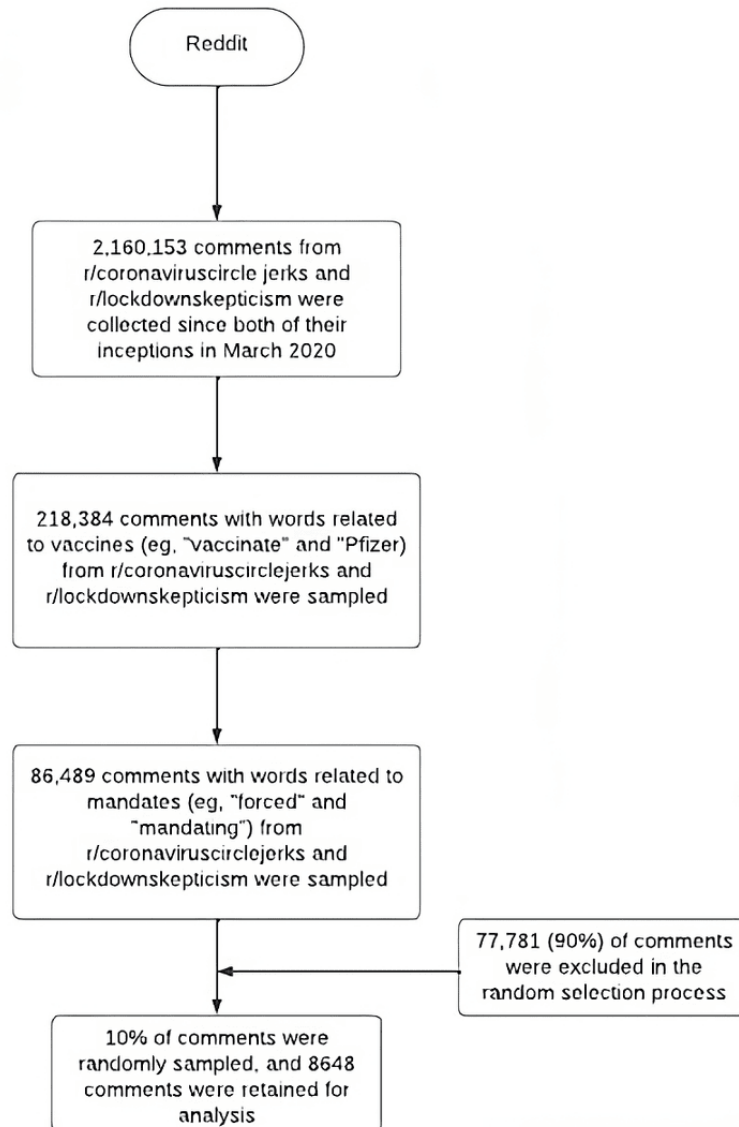 Reddit
2,160,153 comments from
r/coronaviruscircle jerks and
r/lockdownskepticism were
collected since both of their
inceptions in March 2020
218,384 comments with words related
to vaccines (eg, "vaccinate" and "Pfizer)
from r/coronaviruscirclejerks and
r/lockdownskepticism were sampled
86,489 comments with words related to
mandates (eg, "forced" and
"mandating") from
r/coronaviruscirclejerks and
r/lockdownskepticism were sampled
77,781 (90%) of comments
were excluded in the
random selection process
10% of comments were
randomly sampled, and 8648
comments were retained for
analysis